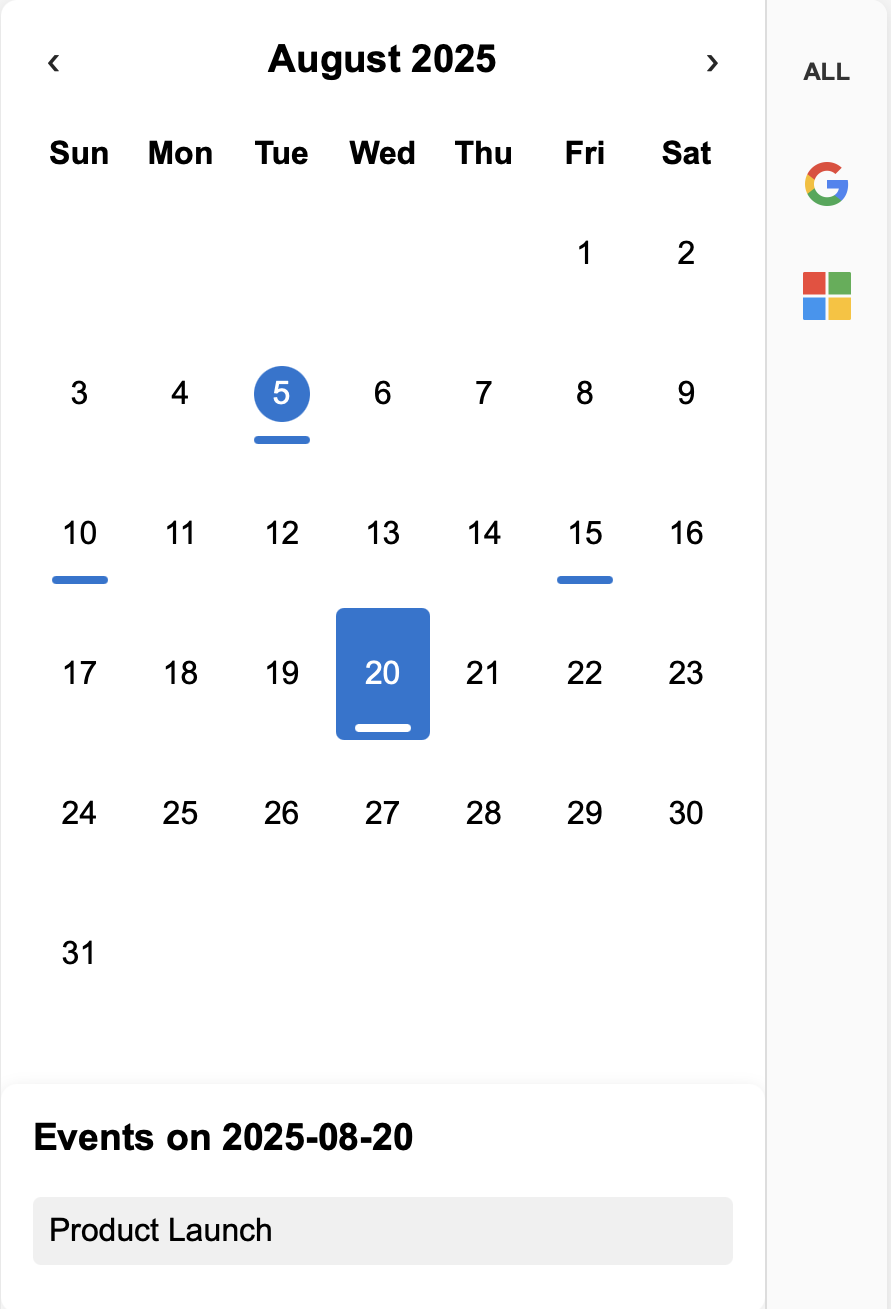 ‹ August 2025 ›
ALL
Sun Mon Tue Wed Thu Fri Sat
1 2
3 4 5 6 7 8 9
10 11 12 13 14 15 16
17 18 19 20 21 22 23
24 25 26 27 28 29 30
31
Events on 2025-08-20
Product Launch